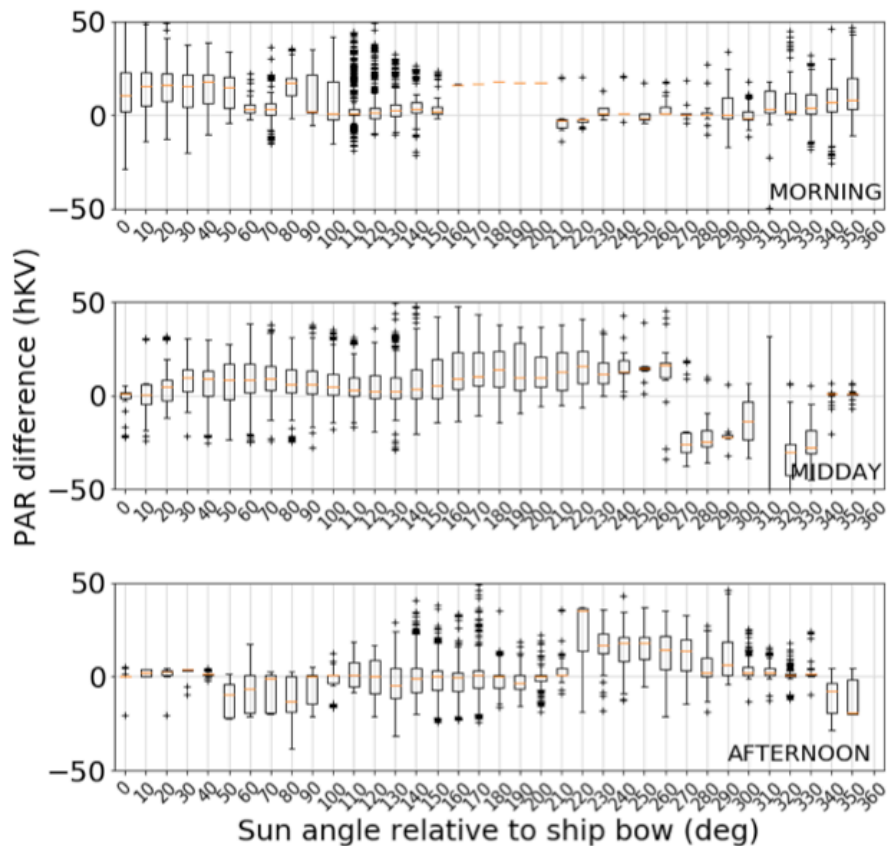 50
0
−50
MORNING
0 10 20 30 40 50 60 70 80 90 100 110 120 130 140 150 160 170 180 190 200 210 220 230 240 250 260 270 280 290 300 310 320 330 340 350 360
PAR difference (hKV)
50
0
−50
MIDDAY
0 10 20 30 40 50 60 70 80 90 100 110 120 130 140 150 160 170 180 190 200 210 220 230 240 250 260 270 280 290 300 310 320 330 340 350 360
50
0
−50
AFTERNOON
0 10 20 30 40 50 60 70 80 90 100 110 120 130 140 150 160 170 180 190 200 210 220 230 240 250 260 270 280 290 300 310 320 330 340 350 360
Sun angle relative to ship bow (deg)